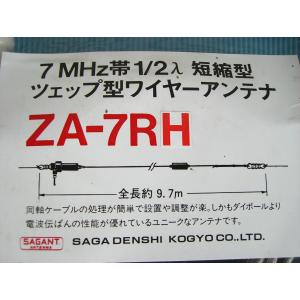 7 MHz帯 1/2λ 短縮型
ツェップ型ワイヤーアンテナ
ZA-7RH
全長約 9.7m
同軸ケーブルの処理が簡単で設置や調整が楽。しかもダイポールより
電波伝ぱんの性能が優れているユニークなアンテナです。
SAGANT
ANTENNA
SAGA DENSHI KOGYO CO.,LTD.